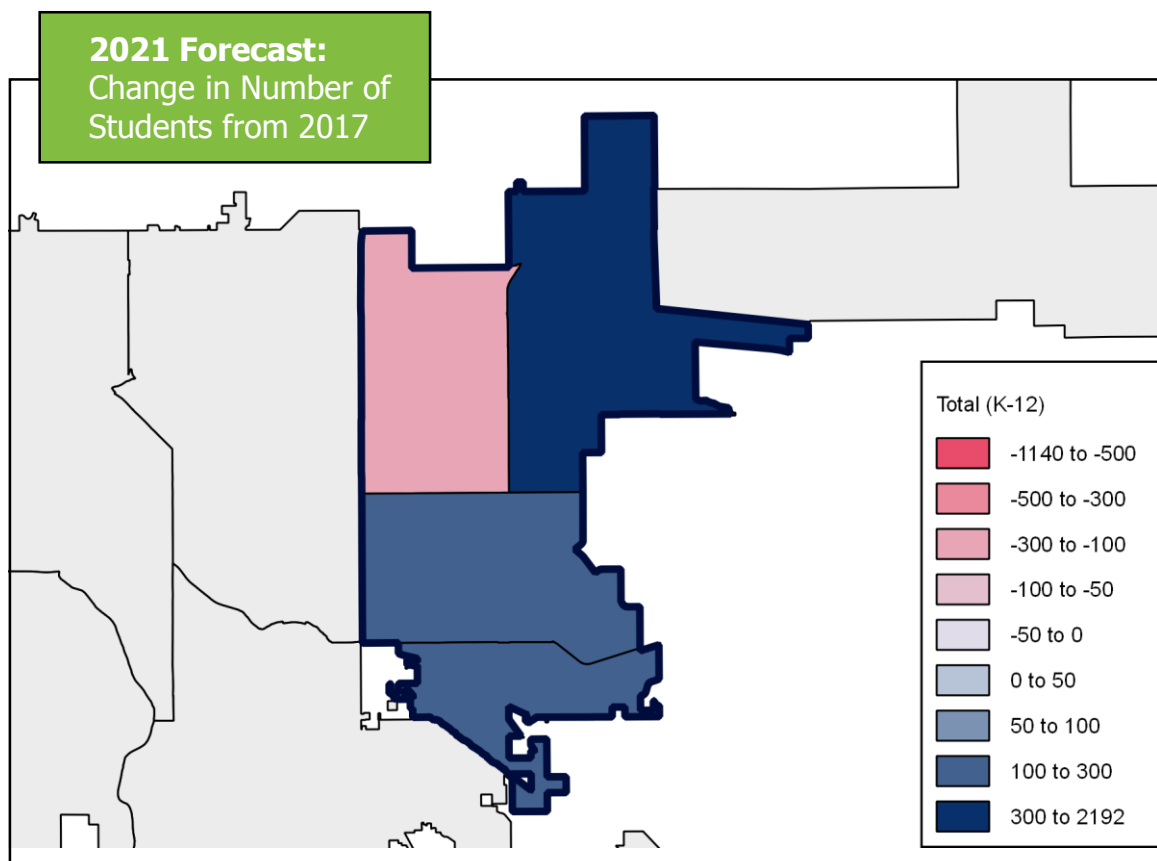 2021 Forecast:
Change in Number of
Students from 2017
Total (K-12)
-1140 to -500
-500 to -300
-300 to -100
-100 to -50
-50 to 0
0 to 50
50 to 100
100 to 300
300 to 2192